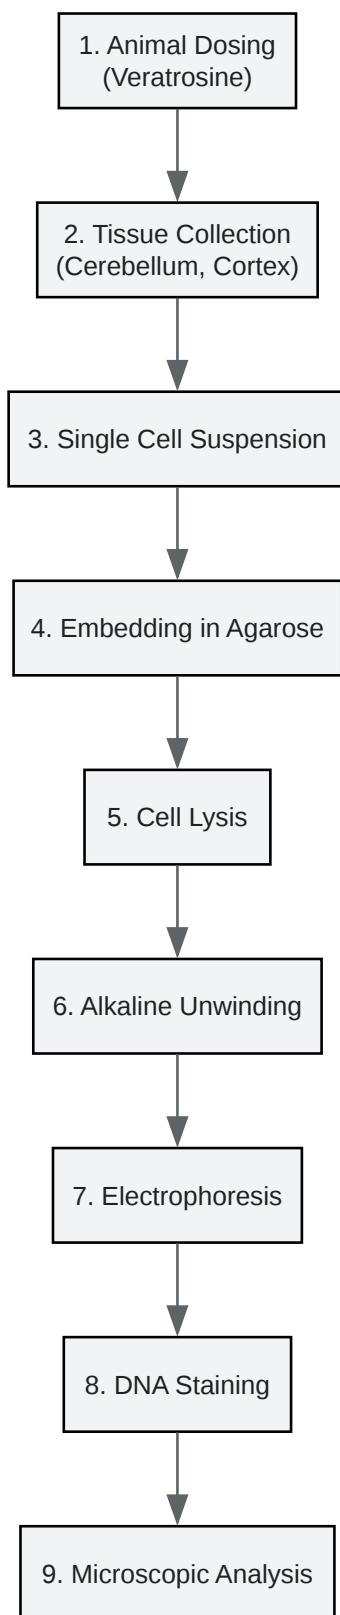 1. Animal Dosing
(Veratrosine)
2. Tissue Collection
(Cerebellum, Cortex)
3. Single Cell Suspension
4. Embedding in Agarose
5. Cell Lysis
6. Alkaline Unwinding
7. Electrophoresis
8. DNA Staining
9. Microscopic Analysis